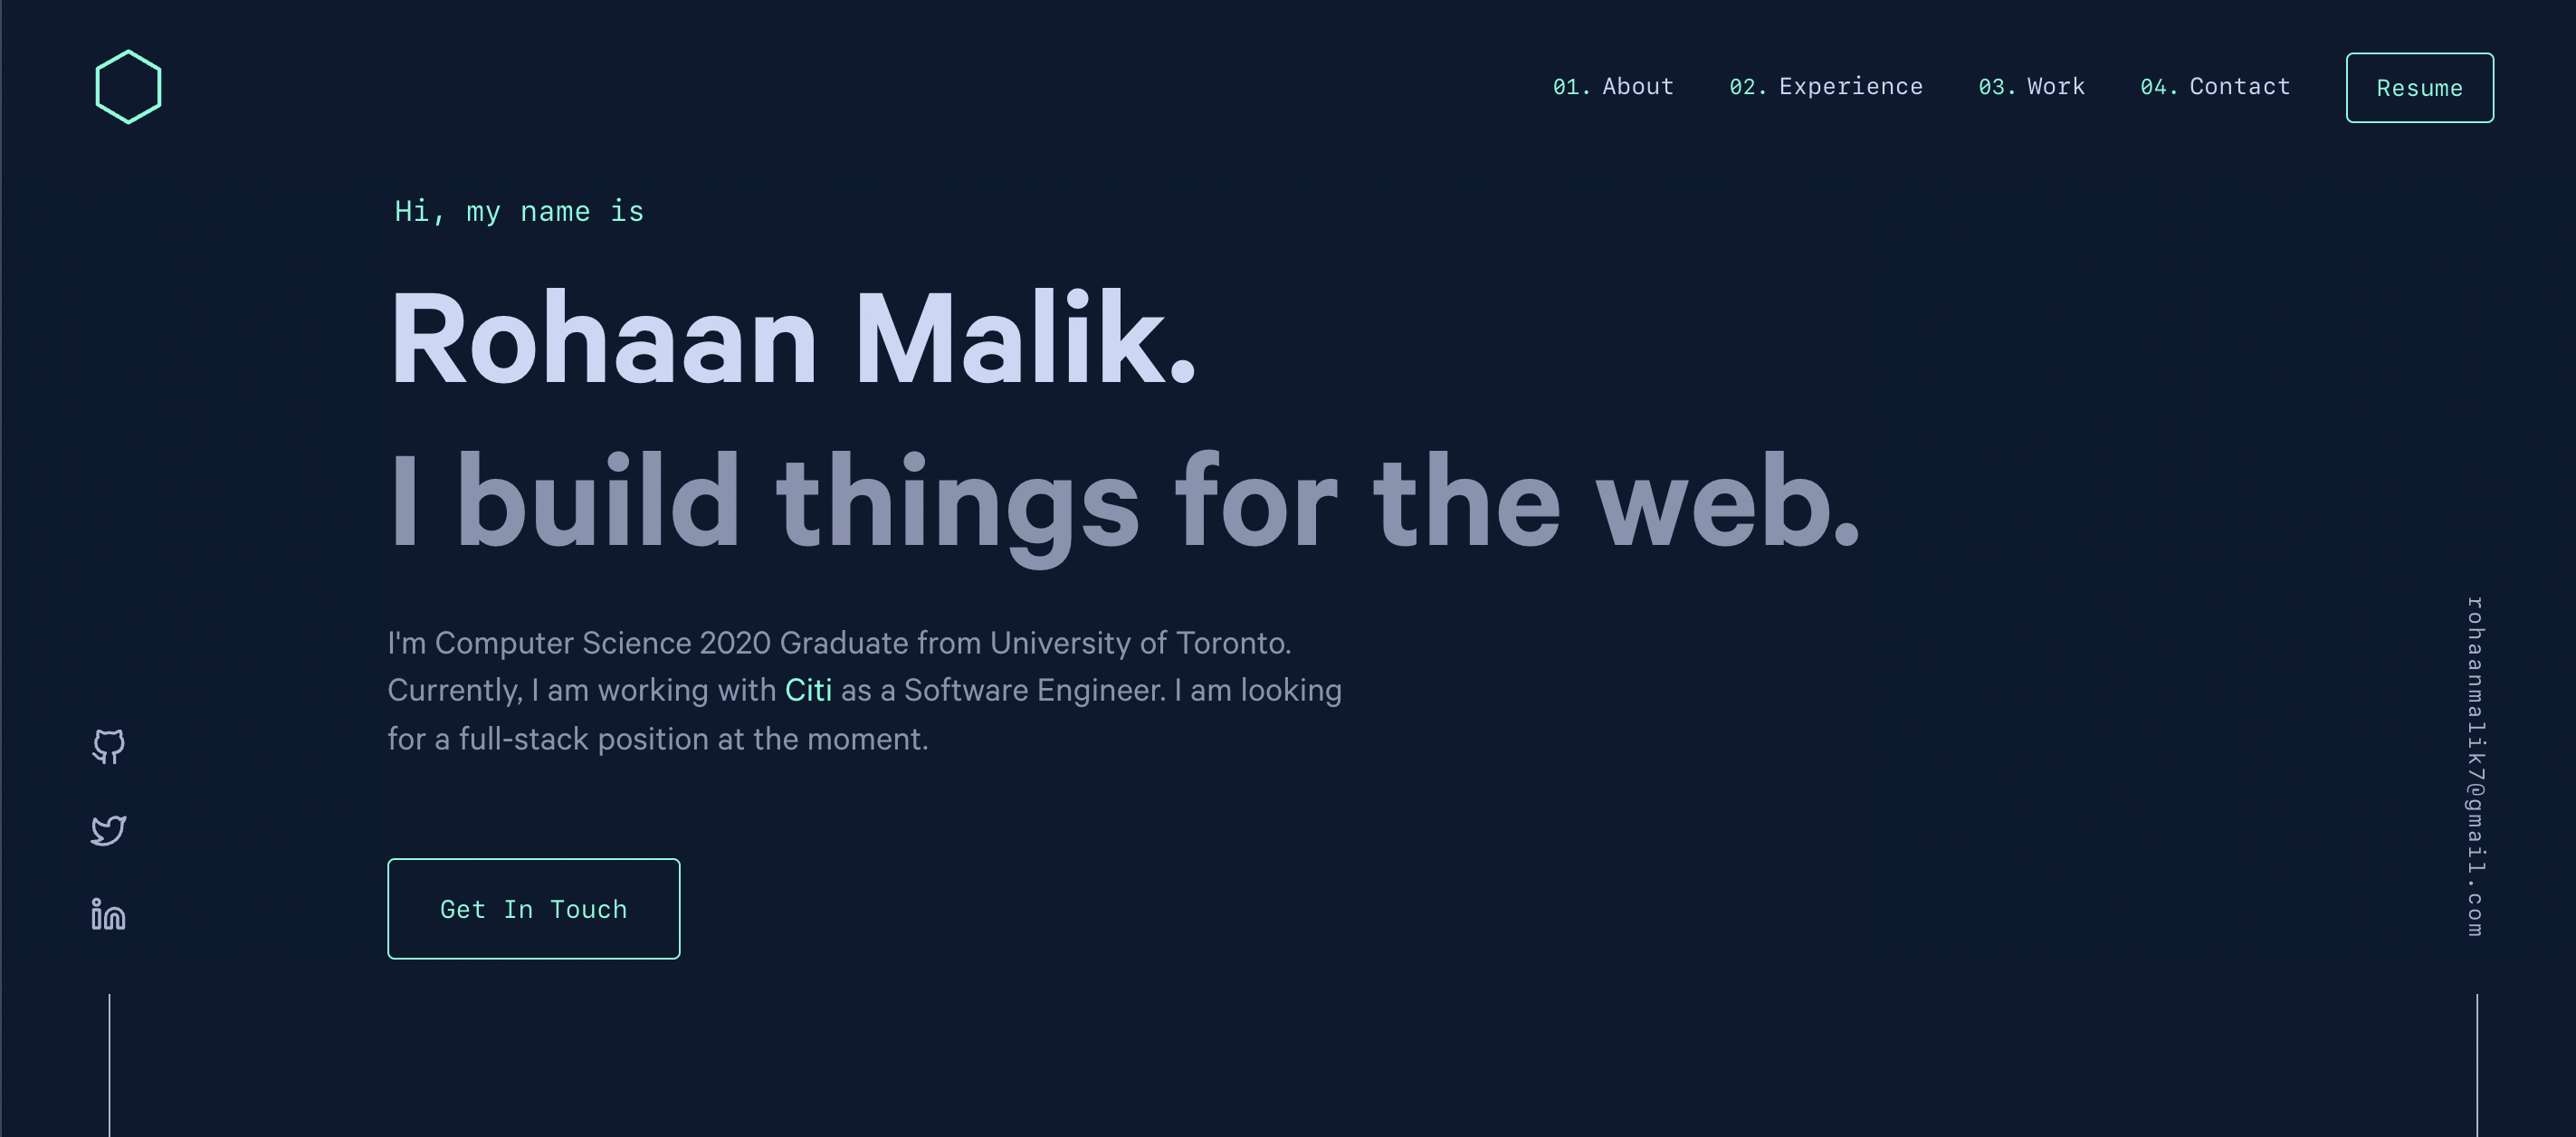 01. About 02. Experience 03. Work 04. Contact Resume
Hi, my name is
Rohaan Malik.
I build things for the web.
I'm Computer Science 2020 Graduate from University of Toronto.
Currently, I am working with Citi as a Software Engineer. I am looking
for a full-stack position at the moment.
Get In Touch
rohaanmalik7@gmail.com